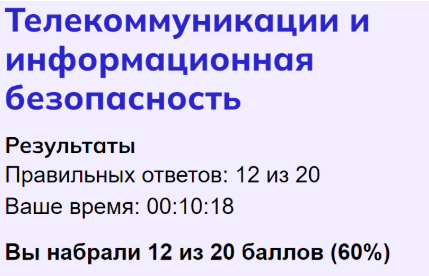 Телекоммуникации и
информационная
безопасность
Результаты
Правильных ответов: 12 из 20
Ваше время: 00:10:18
Вы набрали 12 из 20 баллов (60%)